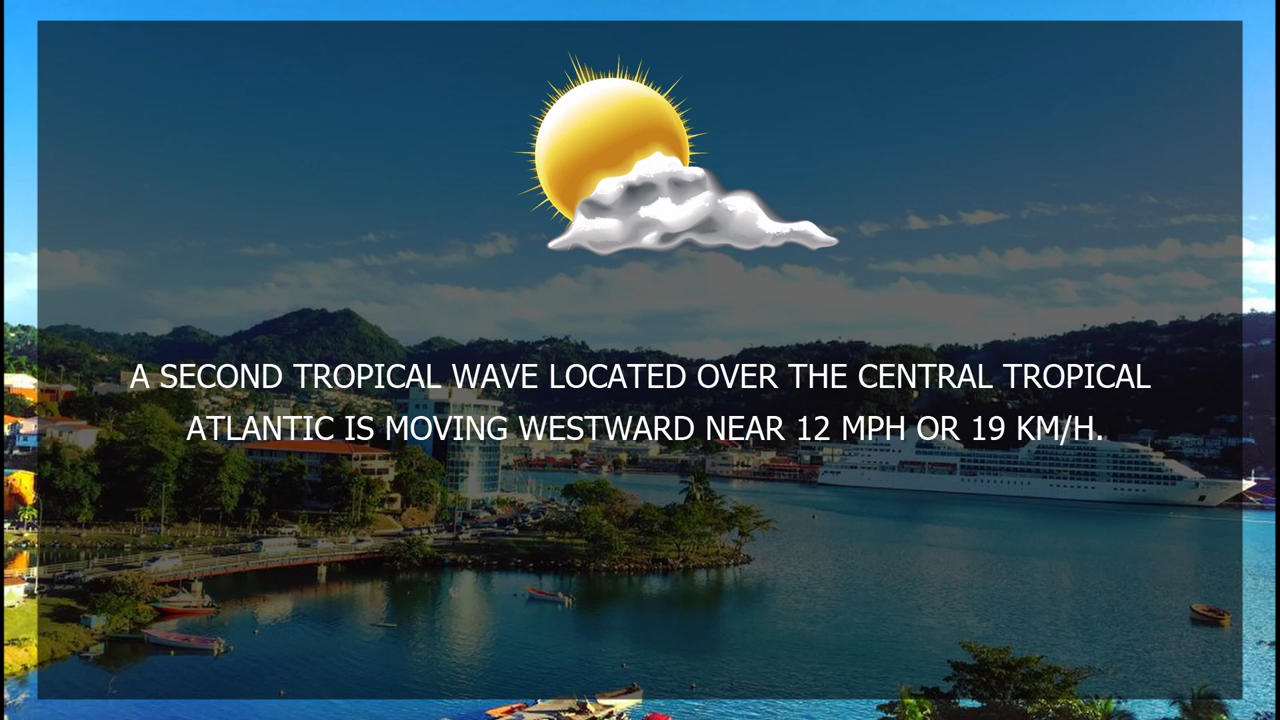 A SECOND TROPICAL WAVE LOCATED OVER THE CENTRAL TROPICAL
ATLANTIC IS MOVING WESTWARD NEAR 12 MPH OR 19 KM/H.